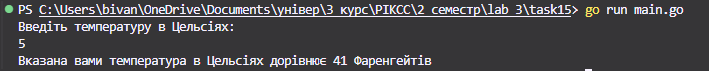 PS C:\Users\bivan\OneDrive\Documents\універ\3 курс\РІКСС\2 семестр\lab 3\task15> go run main.go
Введіть температуру в Цельсіях:
5
Вказана вами температура в Цельсіях дорівнює 41 Фаренгейтів